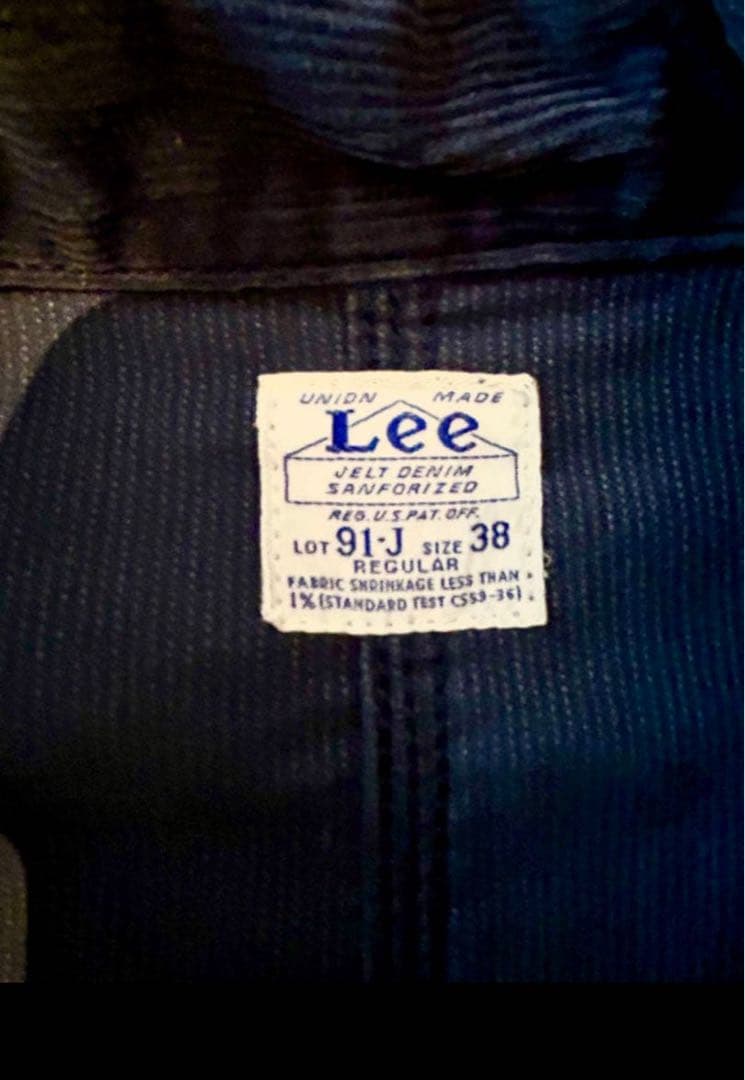 UNION MADE
Lee
JELT DENIM
SANFORIZED
REG. U.S. PAT. OFF.
LOT 91-J SIZE 38
REGULAR
FABRIC SHRINKAGE LESS THAN
1% (STANDARD TEST CS59-36)